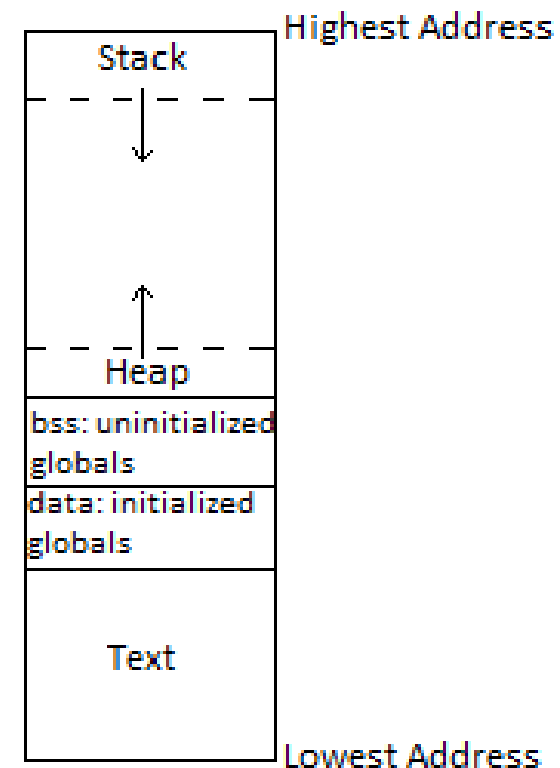 Highest Address
Stack
Heap
bss: uninitialized
globals
data: initialized
globals
Text
Lowest Address